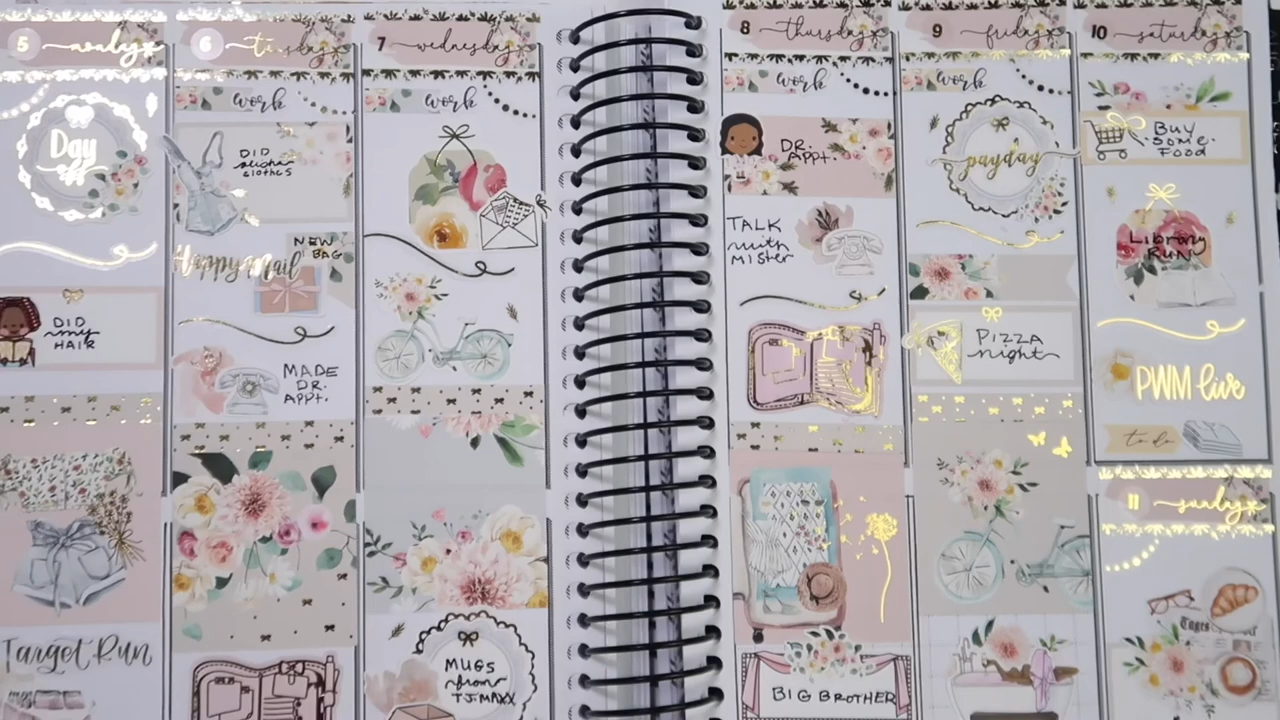 5 monday
Day
off
DID
my
HAIR
Target Run
6 tuesday
work
DID
clothes
Happy mail
NEW
BAG
MADE
DR.
APPt.
7 wednesday
work
MUGS
from
TJ.MAXX
8 thursday
work
DR.
APPt.
TALK
with
MISTER
BIG BROTHER
9 friday
work
payday
PIZZA
night
10 saturday
BUY
SOME
FOOD
LIBRARY
RUN
PWM live
to do
11 sunday